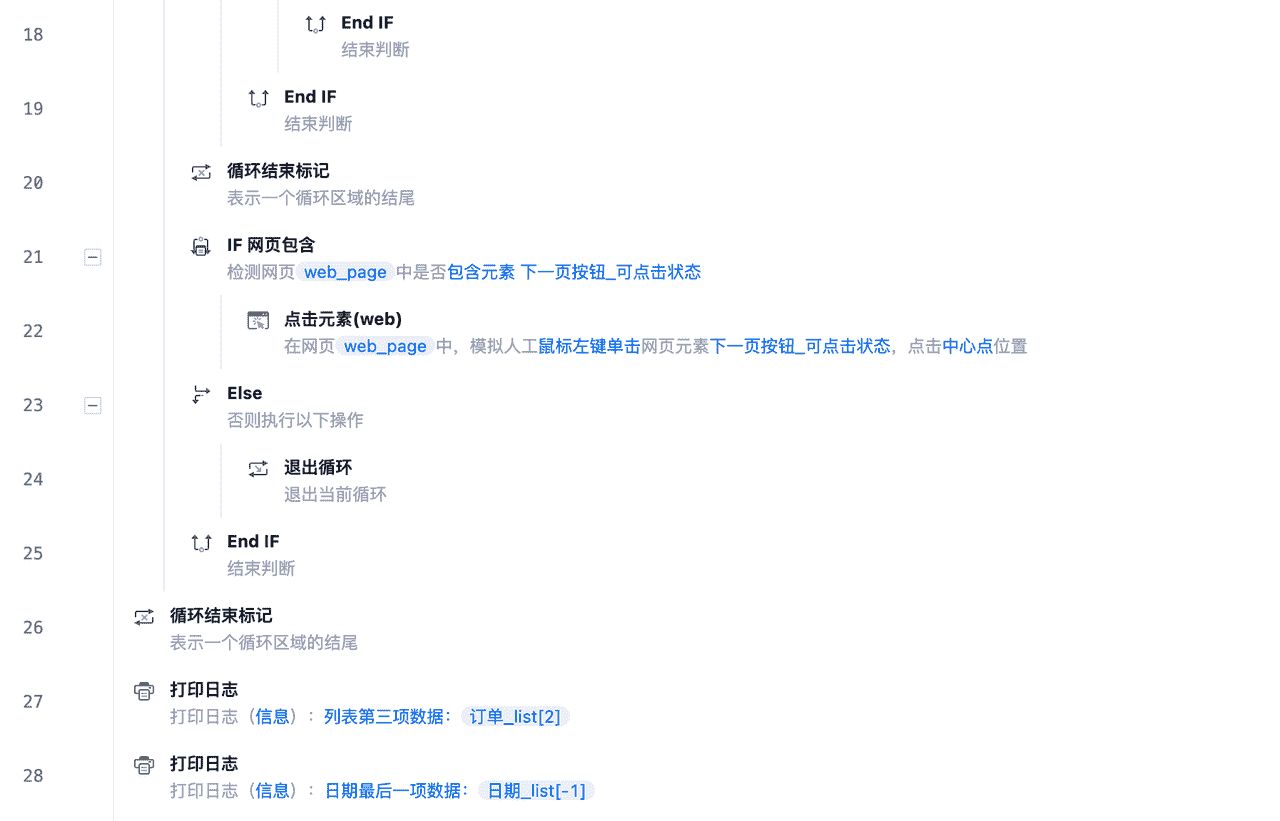 18
End IF
结束判断
19
End IF
结束判断
20
循环结束标记
表示一个循环区域的结尾
21
IF 网页包含
检测网页 web_page 中是否包含元素 下一页按钮_可点击状态
22
点击元素(web)
在网页 web_page 中，模拟人工鼠标左键单击网页元素下一页按钮_可点击状态，点击中心点位置
23
Else
否则执行以下操作
24
退出循环
退出当前循环
25
End IF
结束判断
26
循环结束标记
表示一个循环区域的结尾
27
打印日志
打印日志（信息）：列表第三项数据： 订单_list[2]
28
打印日志
打印日志（信息）：日期最后一项数据： 日期_list[-1]